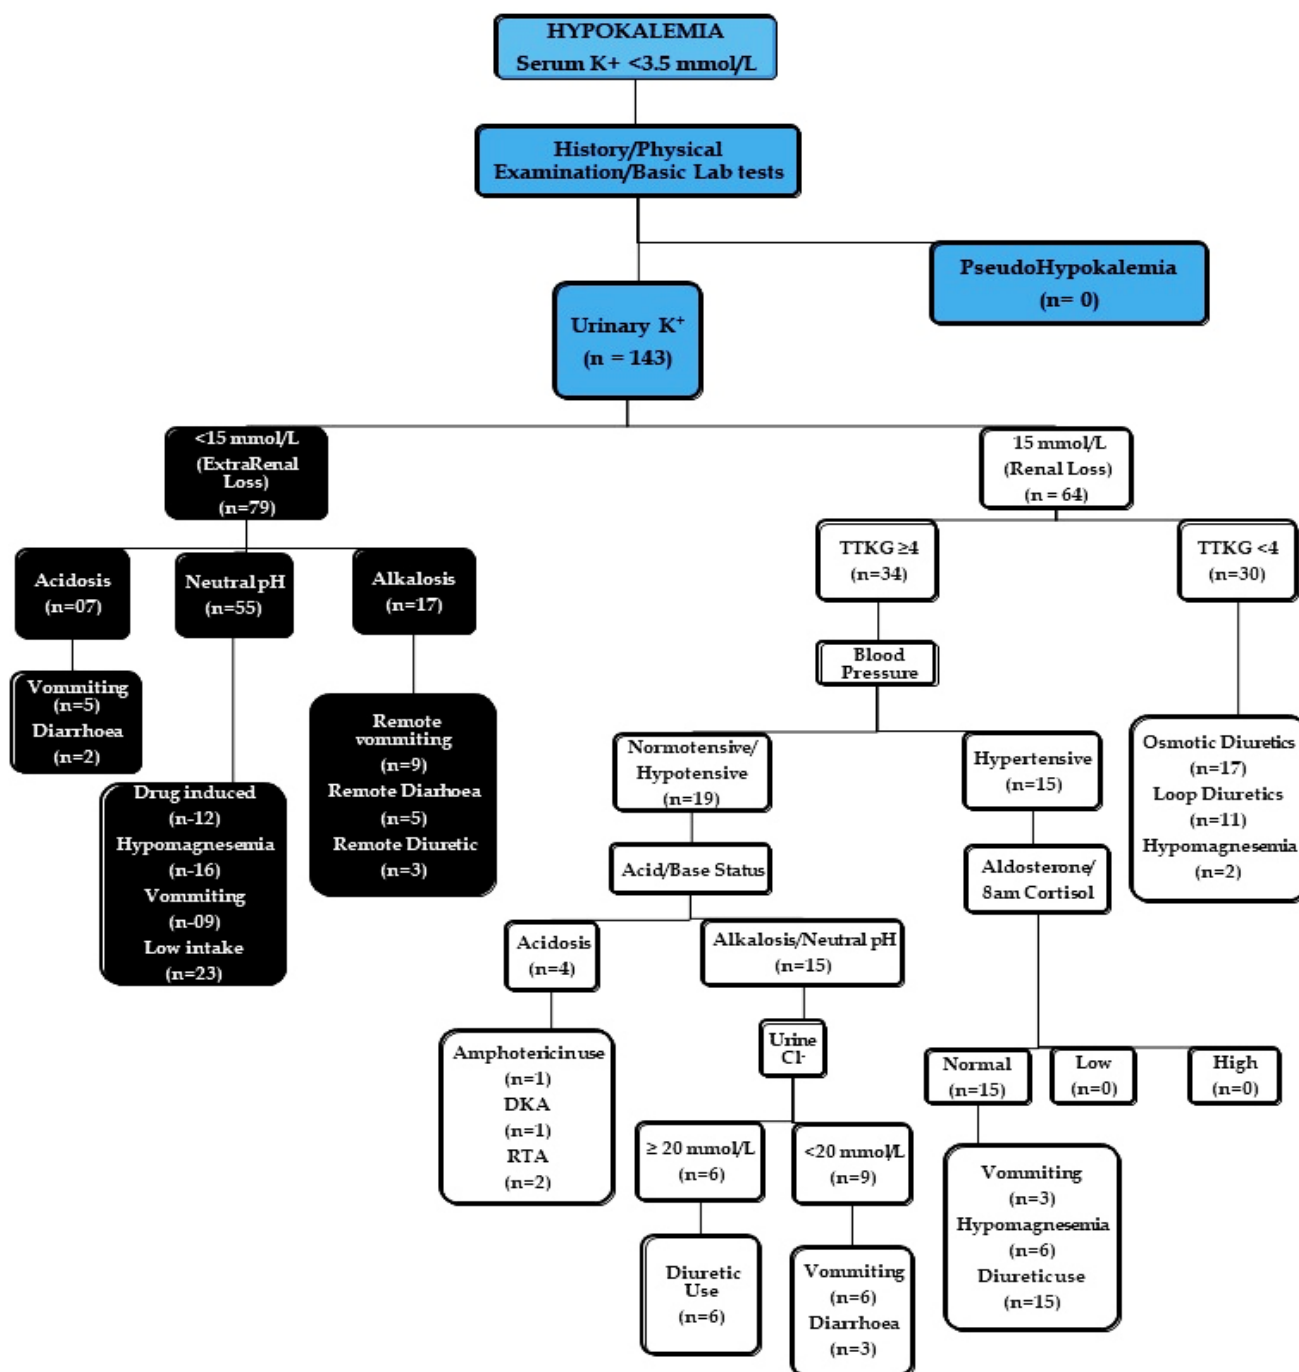 HYPOKALEMIA
Serum K+ <3.5 mmol/L
History/Physical
Examination/Basic Lab tests
PseudoHypokalemia
(n= 0)
Urinary K⁺
(n = 143)
<15 mmol/L
(ExtraRenal
Loss)
(n=79)
15 mmol/L
(Renal Loss)
(n = 64)
Acidosis
(n=07)
Neutral pH
(n=55)
Alkalosis
(n=17)
TTKG ≥4
(n=34)
TTKG <4
(n=30)
Vommiting
(n=5)
Diarrhoea
(n=2)
Drug induced
(n-12)
Hypomagnesemia
(n-16)
Vommiting
(n-09)
Low intake
(n=23)
Remote
vommiting
(n=9)
Remote Diarhoea
(n=5)
Remote Diuretic
(n=3)
Blood
Pressure
Normotensive/
Hypotensive
(n=19)
Hypertensive
(n=15)
Osmotic Diuretics
(n=17)
Loop Diuretics
(n=11)
Hypomagnesemia
(n=2)
Acid/Base Status
Aldosterone/
8am Cortisol
Acidosis
(n=4)
Alkalosis/Neutral pH
(n=15)
Amphotericin use
(n=1)
DKA
(n=1)
RTA
(n=2)
Urine
Cl⁻
Normal
(n=15)
Low
(n=0)
High
(n=0)
≥ 20 mmol/L
(n=6)
<20 mmol/L
(n=9)
Diuretic
Use
(n=6)
Vommiting
(n=6)
Diarrhoea
(n=3)
Vommiting
(n=3)
Hypomagnesemia
(n=6)
Diuretic use
(n=15)